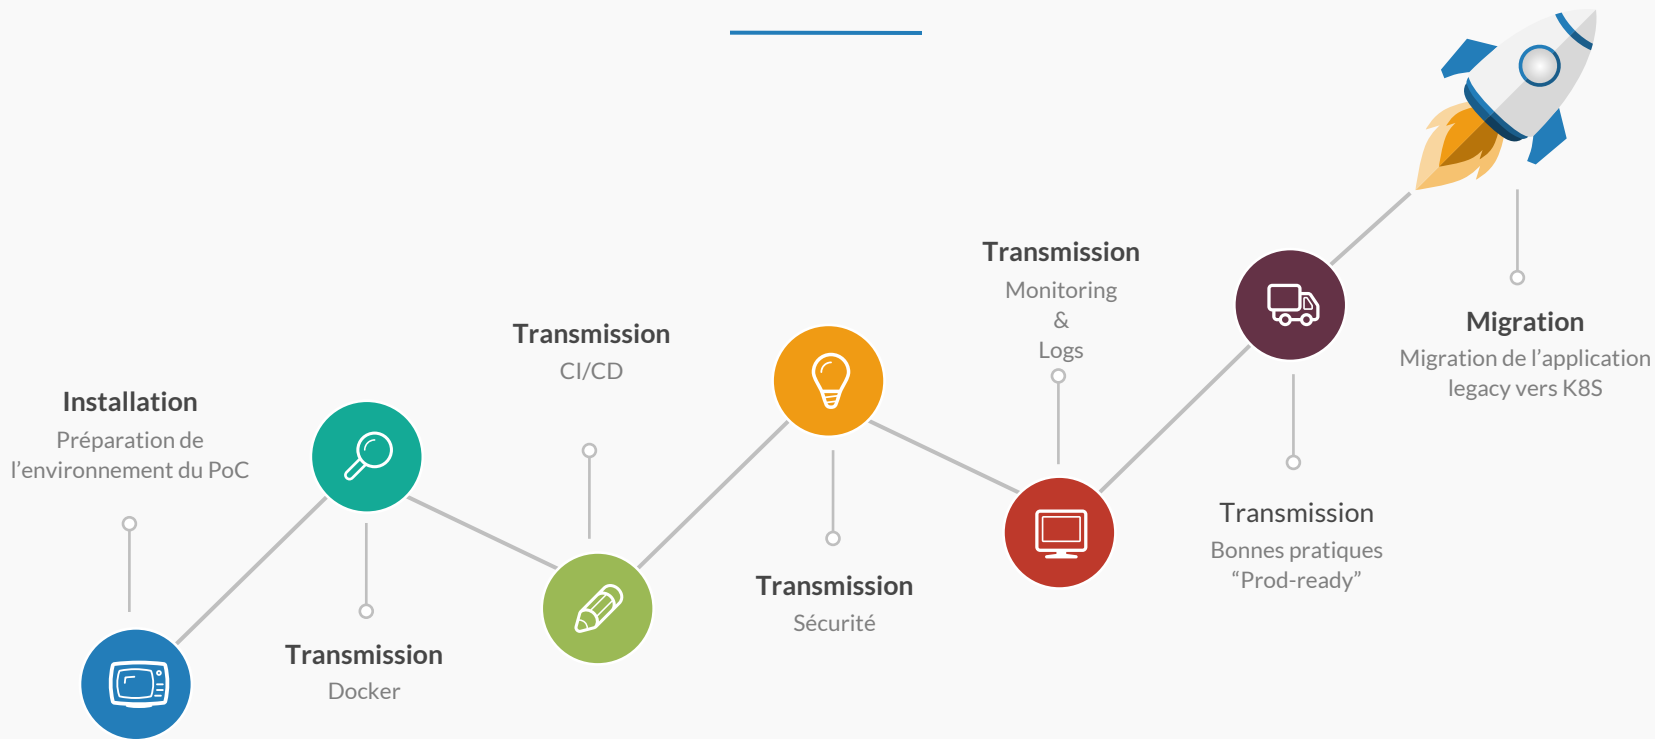 Installation
Préparation de
l’environnement du PoC
Transmission
Docker
Transmission
CI/CD
Transmission
Sécurité
Transmission
Monitoring
&
Logs
Transmission
Bonnes pratiques
“Prod-ready”
Migration
Migration de l’application
legacy vers K8S